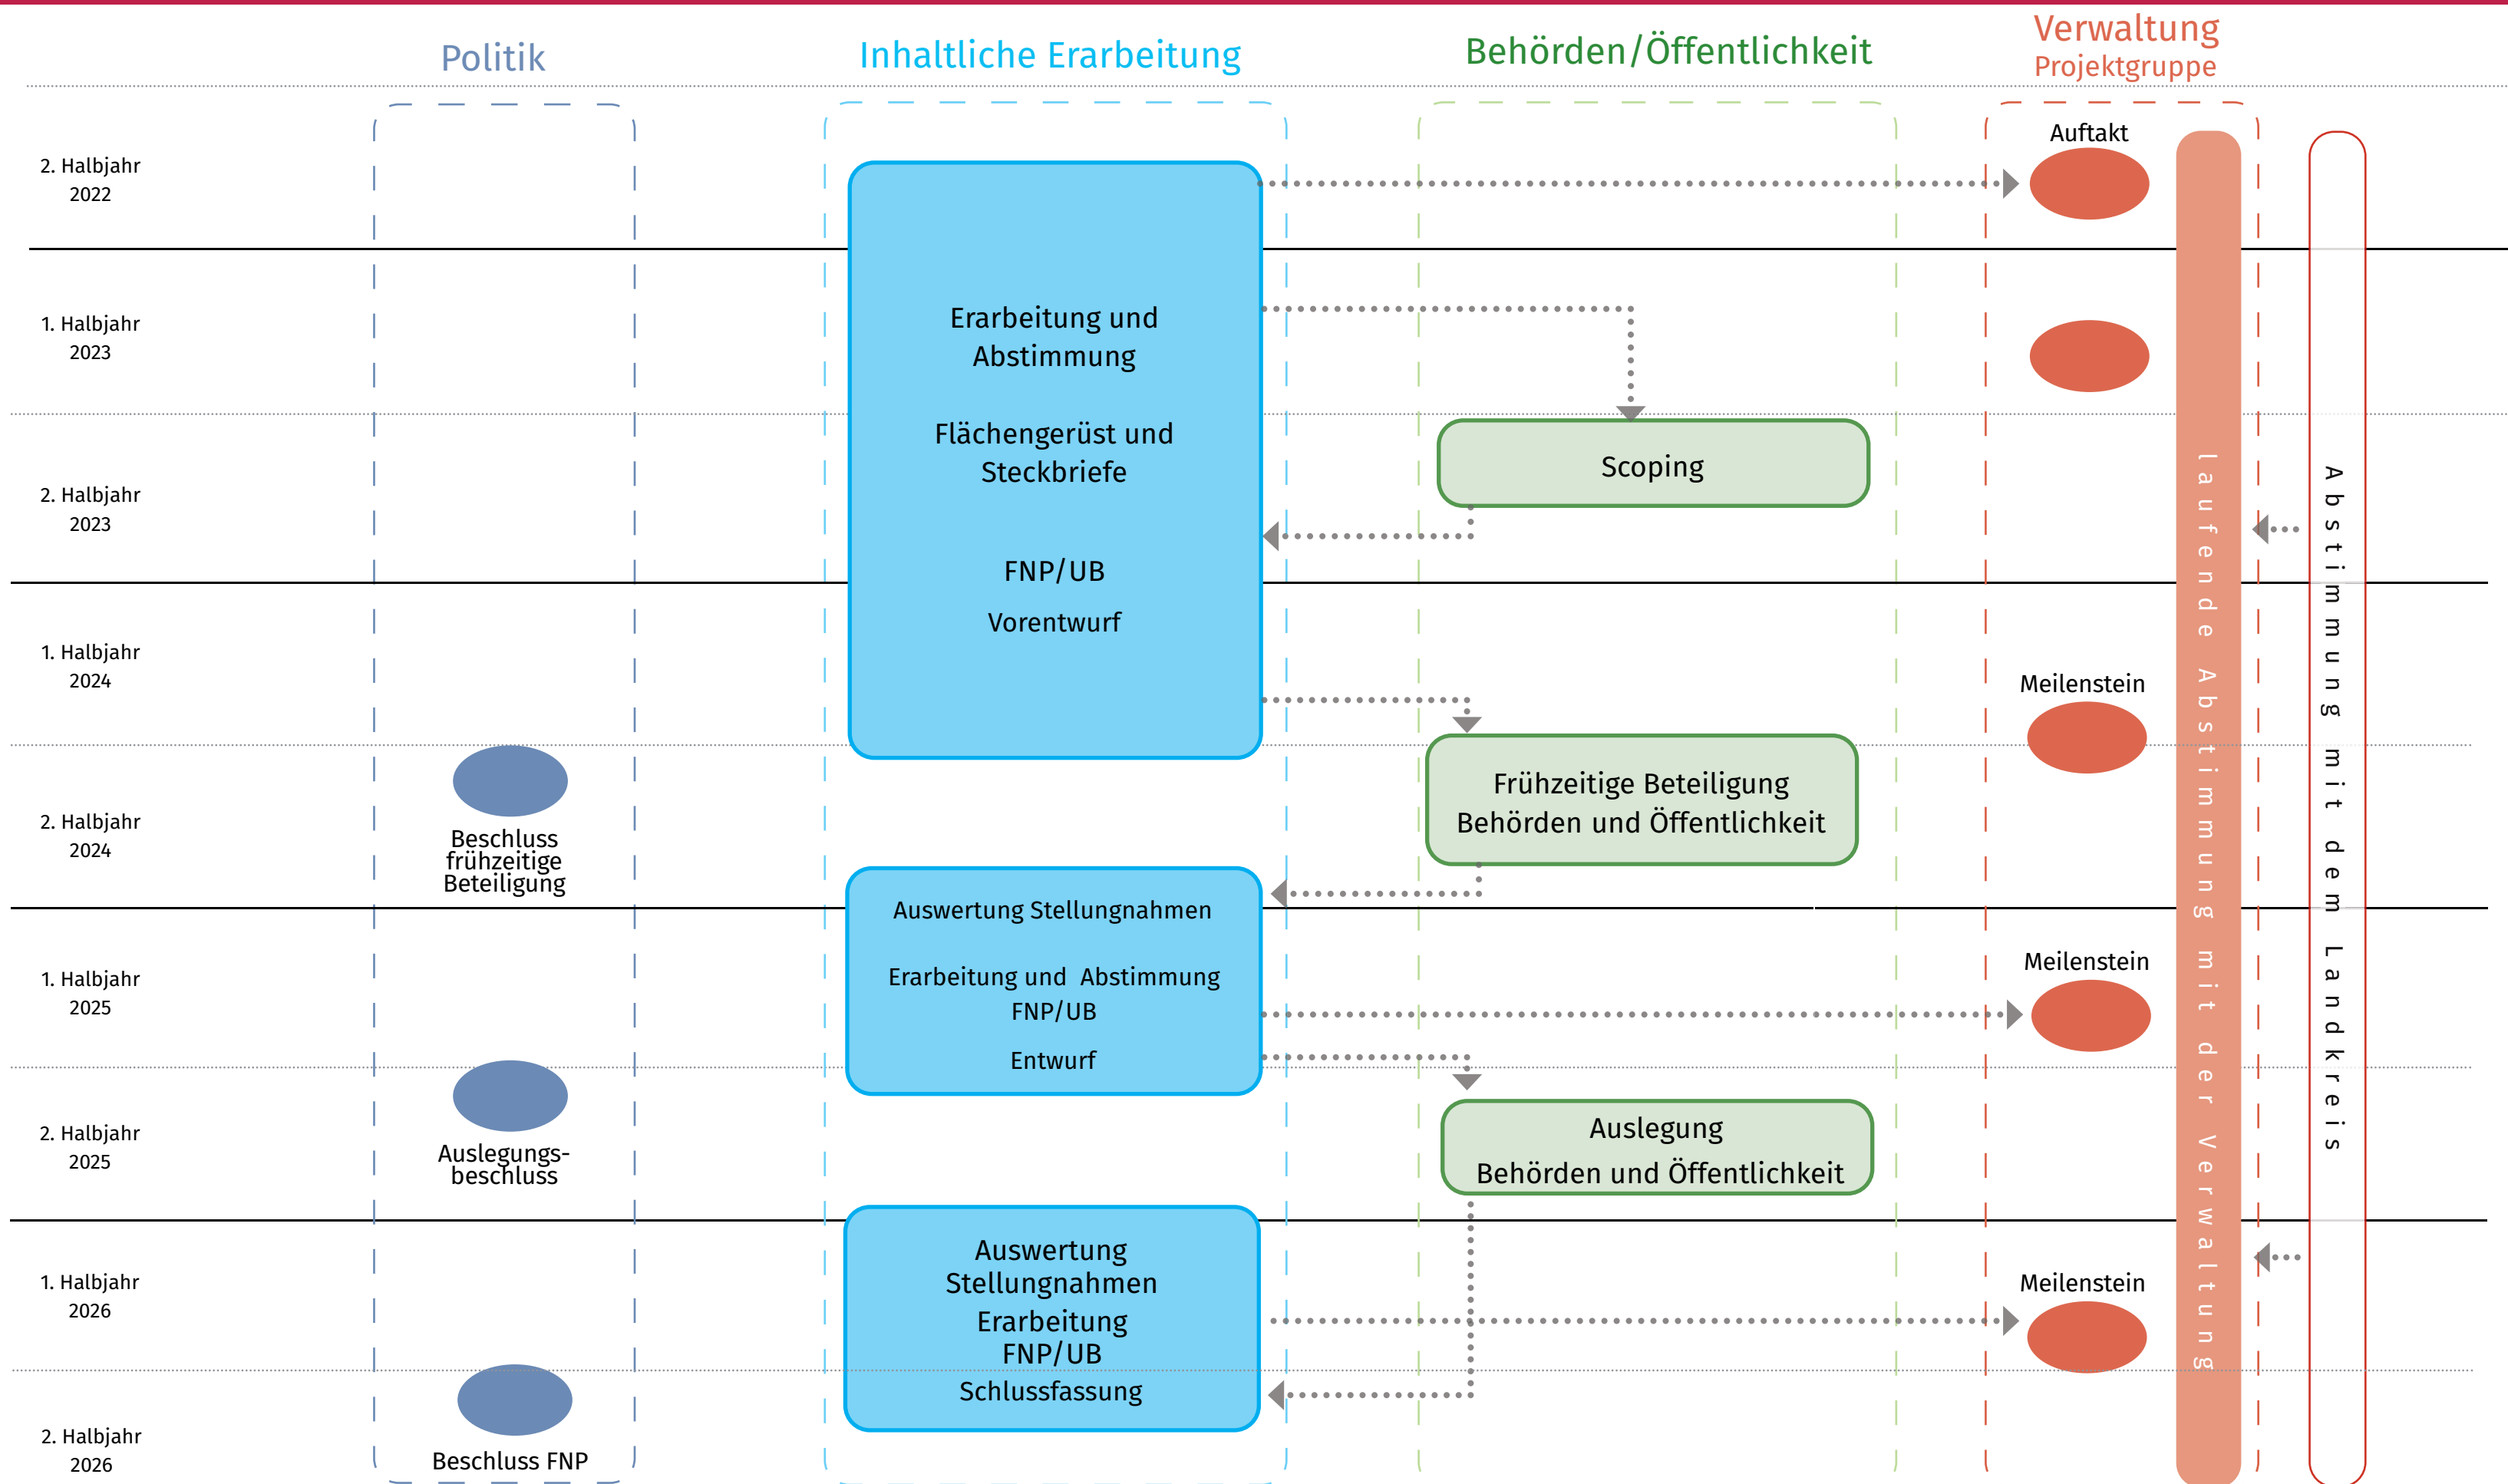 Politik
Inhaltliche Erarbeitung
Behörden/Öffentlichkeit
Verwaltung
Projektgruppe
2. Halbjahr
2022
1. Halbjahr
2023
2. Halbjahr
2023
1. Halbjahr
2024
2. Halbjahr
2024
1. Halbjahr
2025
2. Halbjahr
2025
1. Halbjahr
2026
2. Halbjahr
2026
Beschluss
frühzeitige
Beteiligung
Auslegungs-
beschluss
Beschluss FNP
Erarbeitung und
Abstimmung
Flächengerüst und
Steckbriefe
FNP/UB
Vorentwurf
Auswertung Stellungnahmen
Erarbeitung und Abstimmung
FNP/UB
Entwurf
Auswertung
Stellungnahmen
Erarbeitung
FNP/UB
Schlussfassung
Scoping
Frühzeitige Beteiligung
Behörden und Öffentlichkeit
Auslegung
Behörden und Öffentlichkeit
Auftakt
Meilenstein
Meilenstein
Meilenstein
laufende Abstimmung mit der Verwaltung
Abstimmung mit dem Landkreis